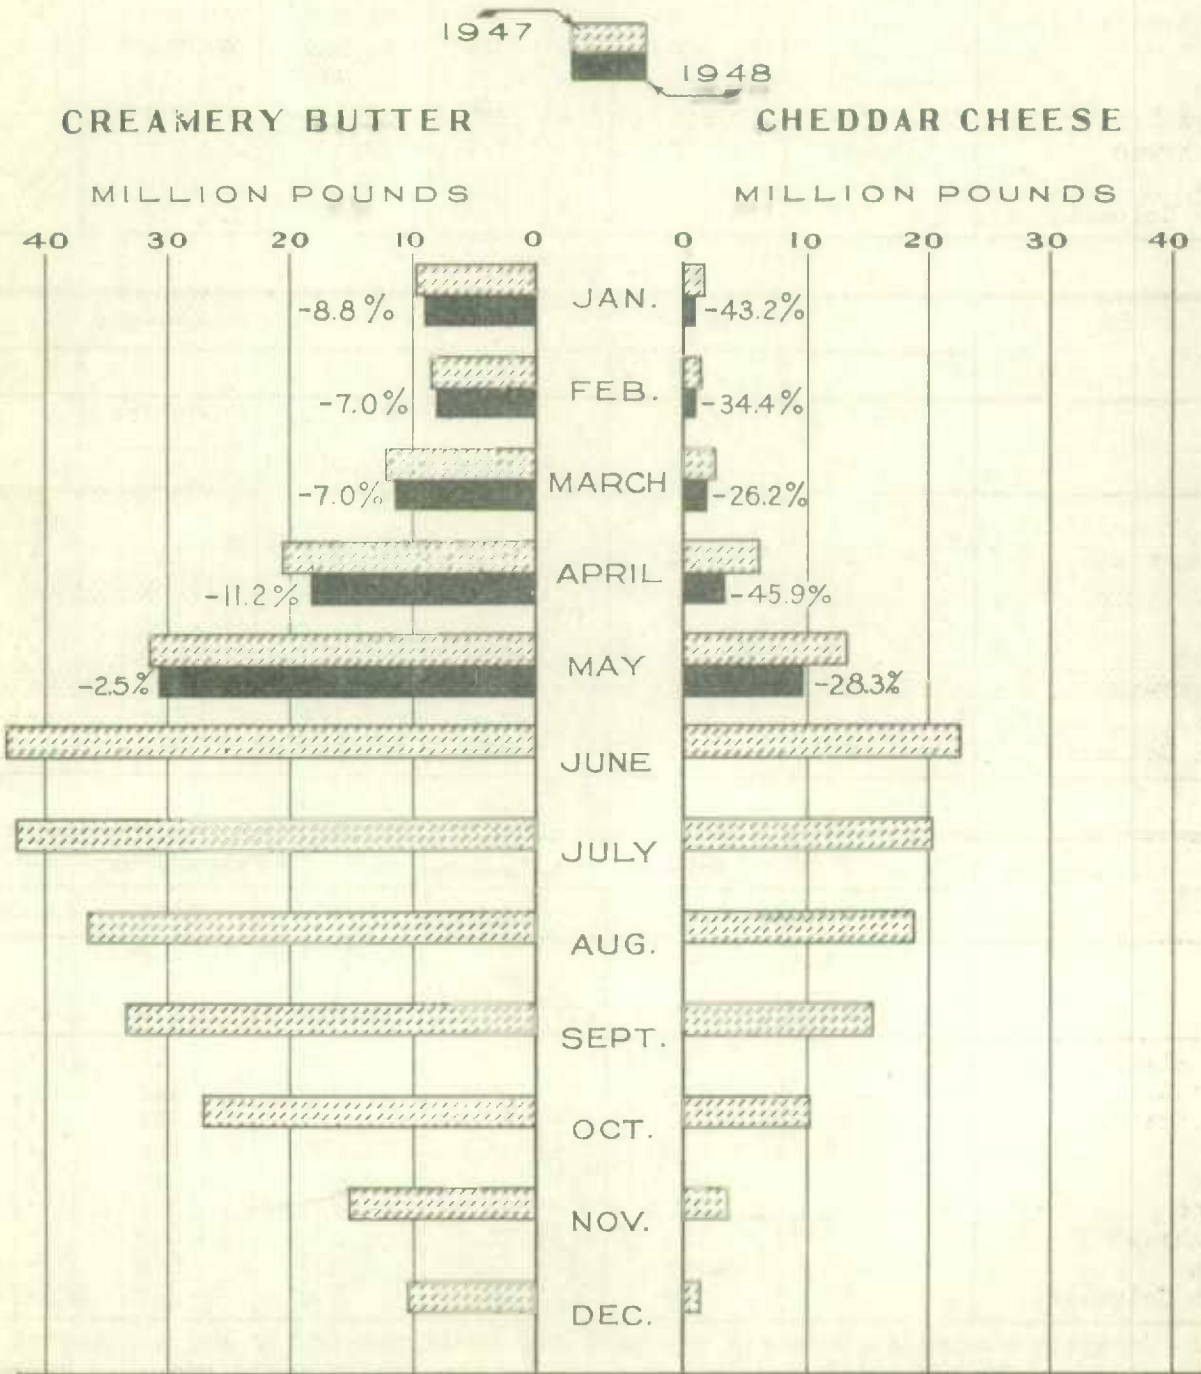 1947
1948
CREAMERY BUTTER CHEDDAR CHEESE
MILLION POUNDS MILLION POUNDS
40 30 20 10 0 0 10 20 30 40
-8.8% JAN. -43.2%
-7.0% FEB. -34.4%
-7.0% MARCH -26.2%
-11.2% APRIL -45.9%
-2.5% MAY -28.3%
JUNE
JULY
AUG.
SEPT.
OCT.
NOV.
DEC.